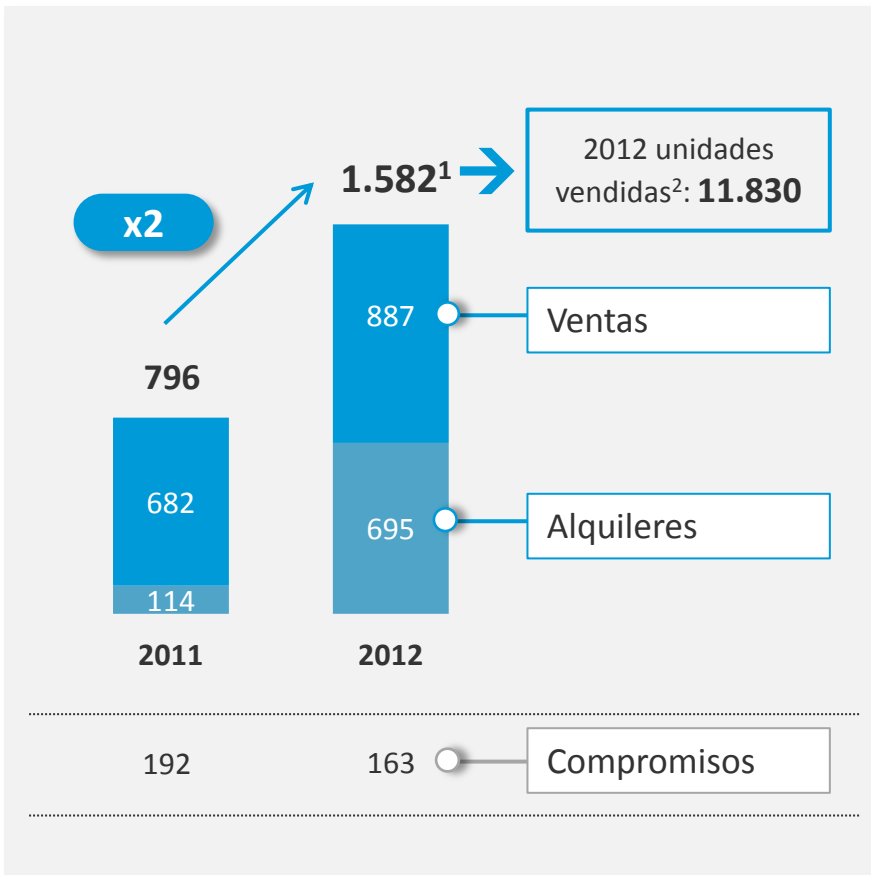 2012 unidades
vendidas²: 11.830
1.582¹
x2
887
Ventas
796
682
695
Alquileres
114
2011
2012
192
163
Compromisos